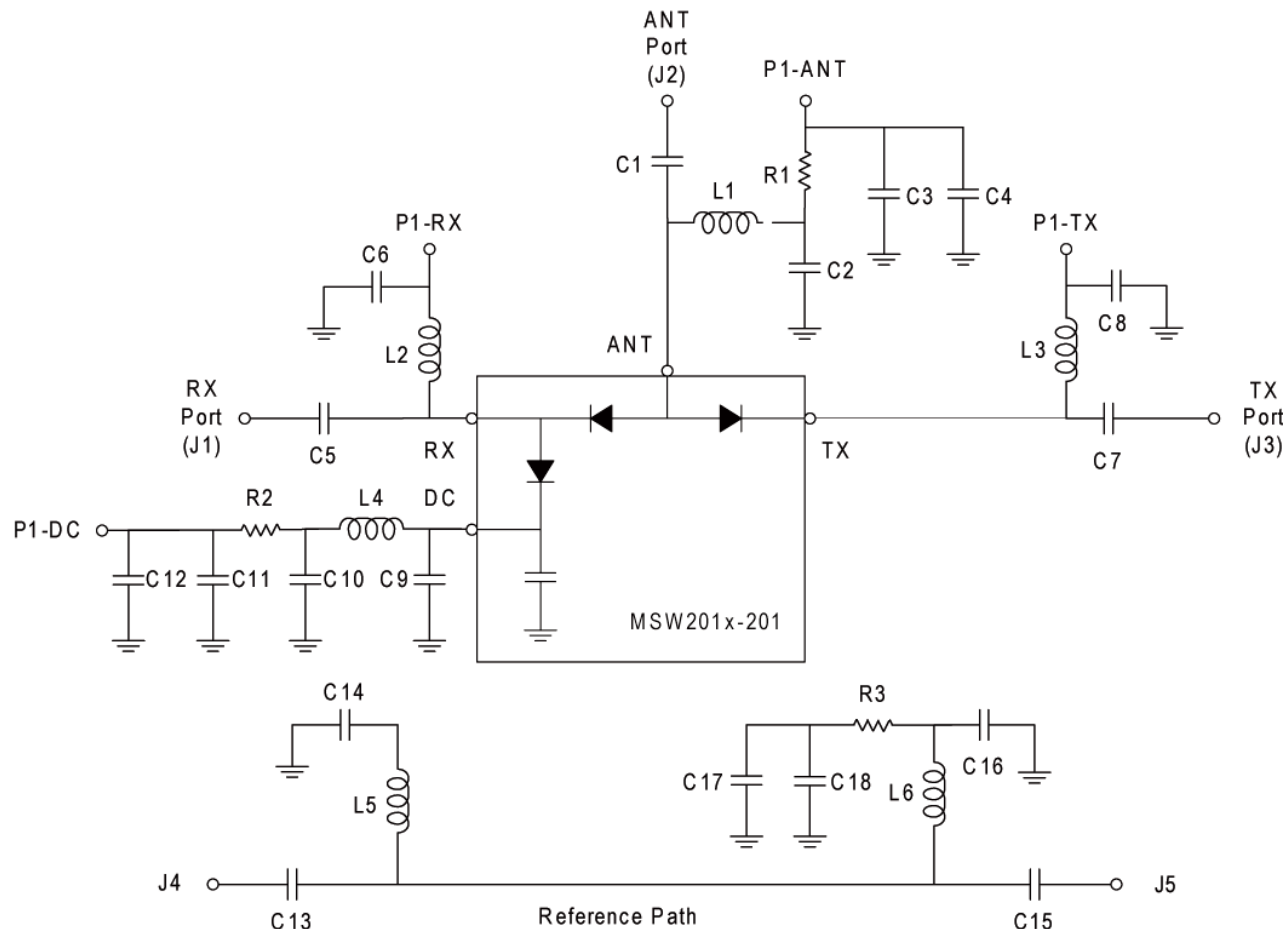 ANT
Port
(J2)
P1-ANT
C1
R1
L1
C3
C4
P1-RX
P1-TX
C6
C2
C8
L2
ANT
L3
RX
Port
(J1)
TX
Port
(J3)
C5
RX
TX
C7
R2
L4
DC
P1-DC
C12
C11
C10
C9
MSW201x-201
C14
R3
C16
L5
C17
C18
L6
J4
J5
C13
Reference Path
C15